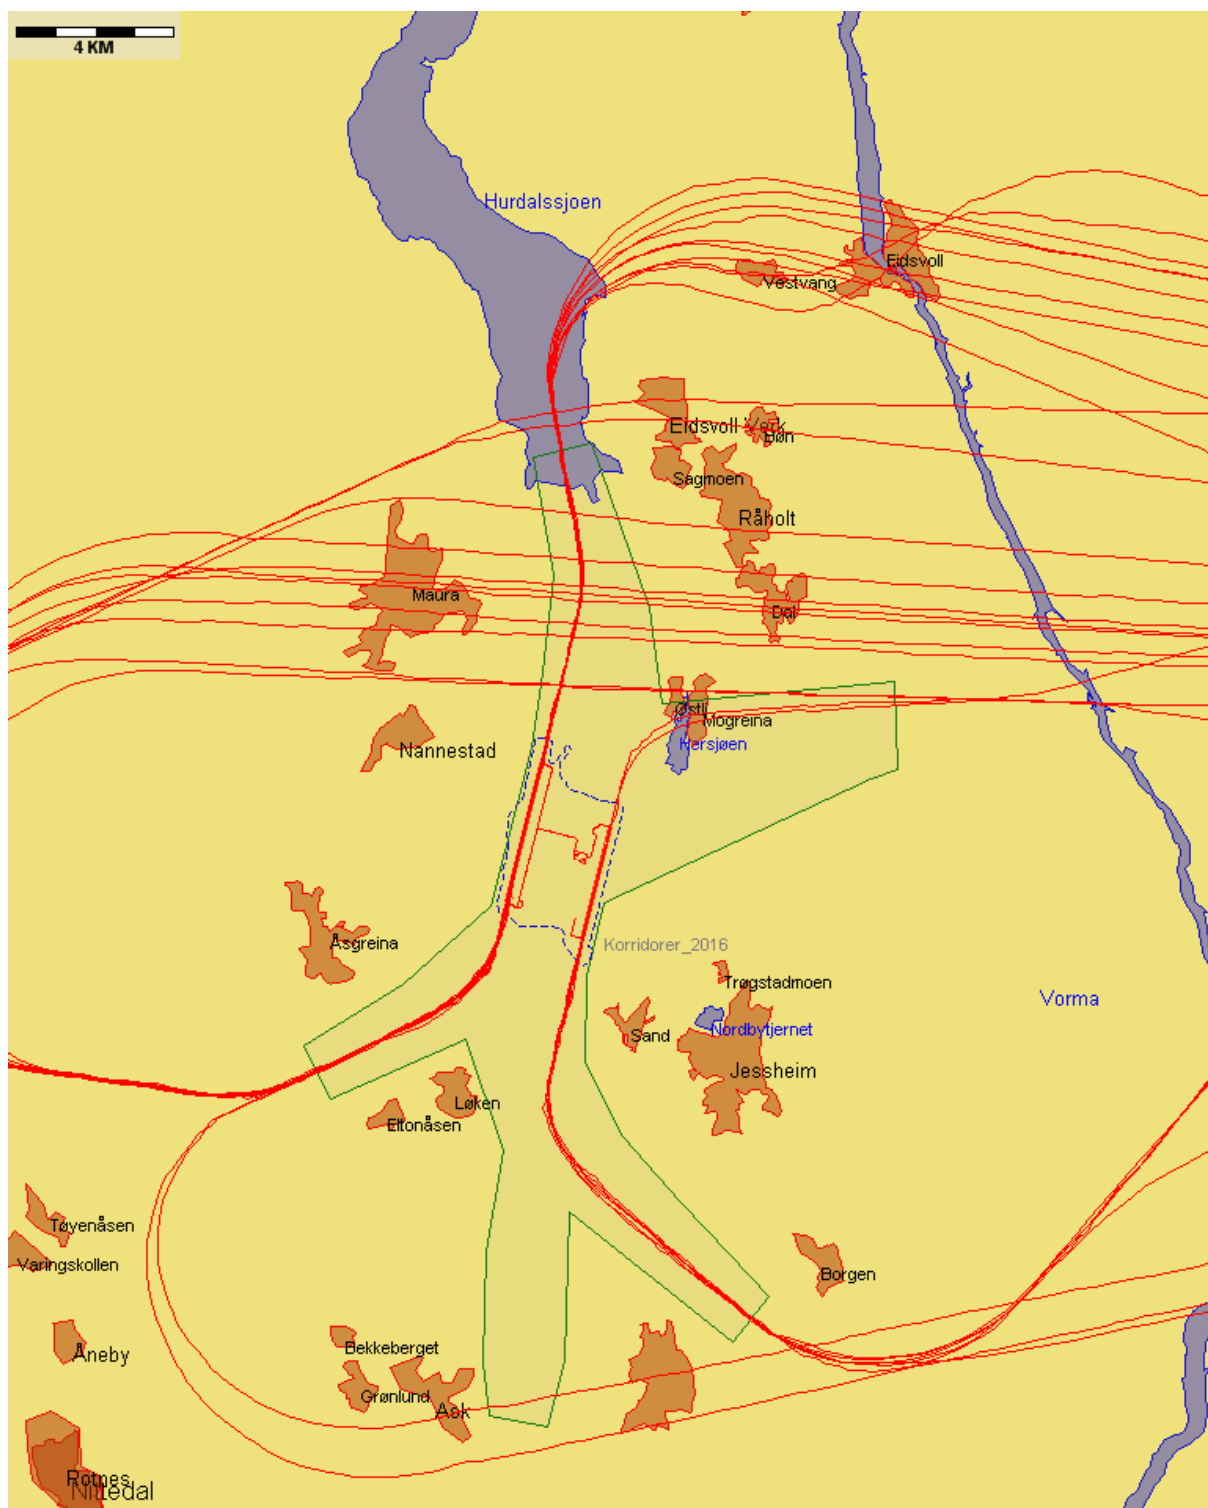 4 KM
Hurdalssjoen
Eidsvoll
Vestvang
Eidsvoll Verk
Bøn
Sagmoen
Råholt
Maura
Dal
Østli
Mogreina
Hersjøen
Nannestad
Åsgreina
Korridorer_2016
Trøgstadmoen
Vorma
Nordbytjernet
Sand
Jessheim
Løken
Eltonåsen
Tøyenåsen
Varingskollen
Borgen
Bekkeberget
Åneby
Grønlund
Ask
Rotnes
Nittedal